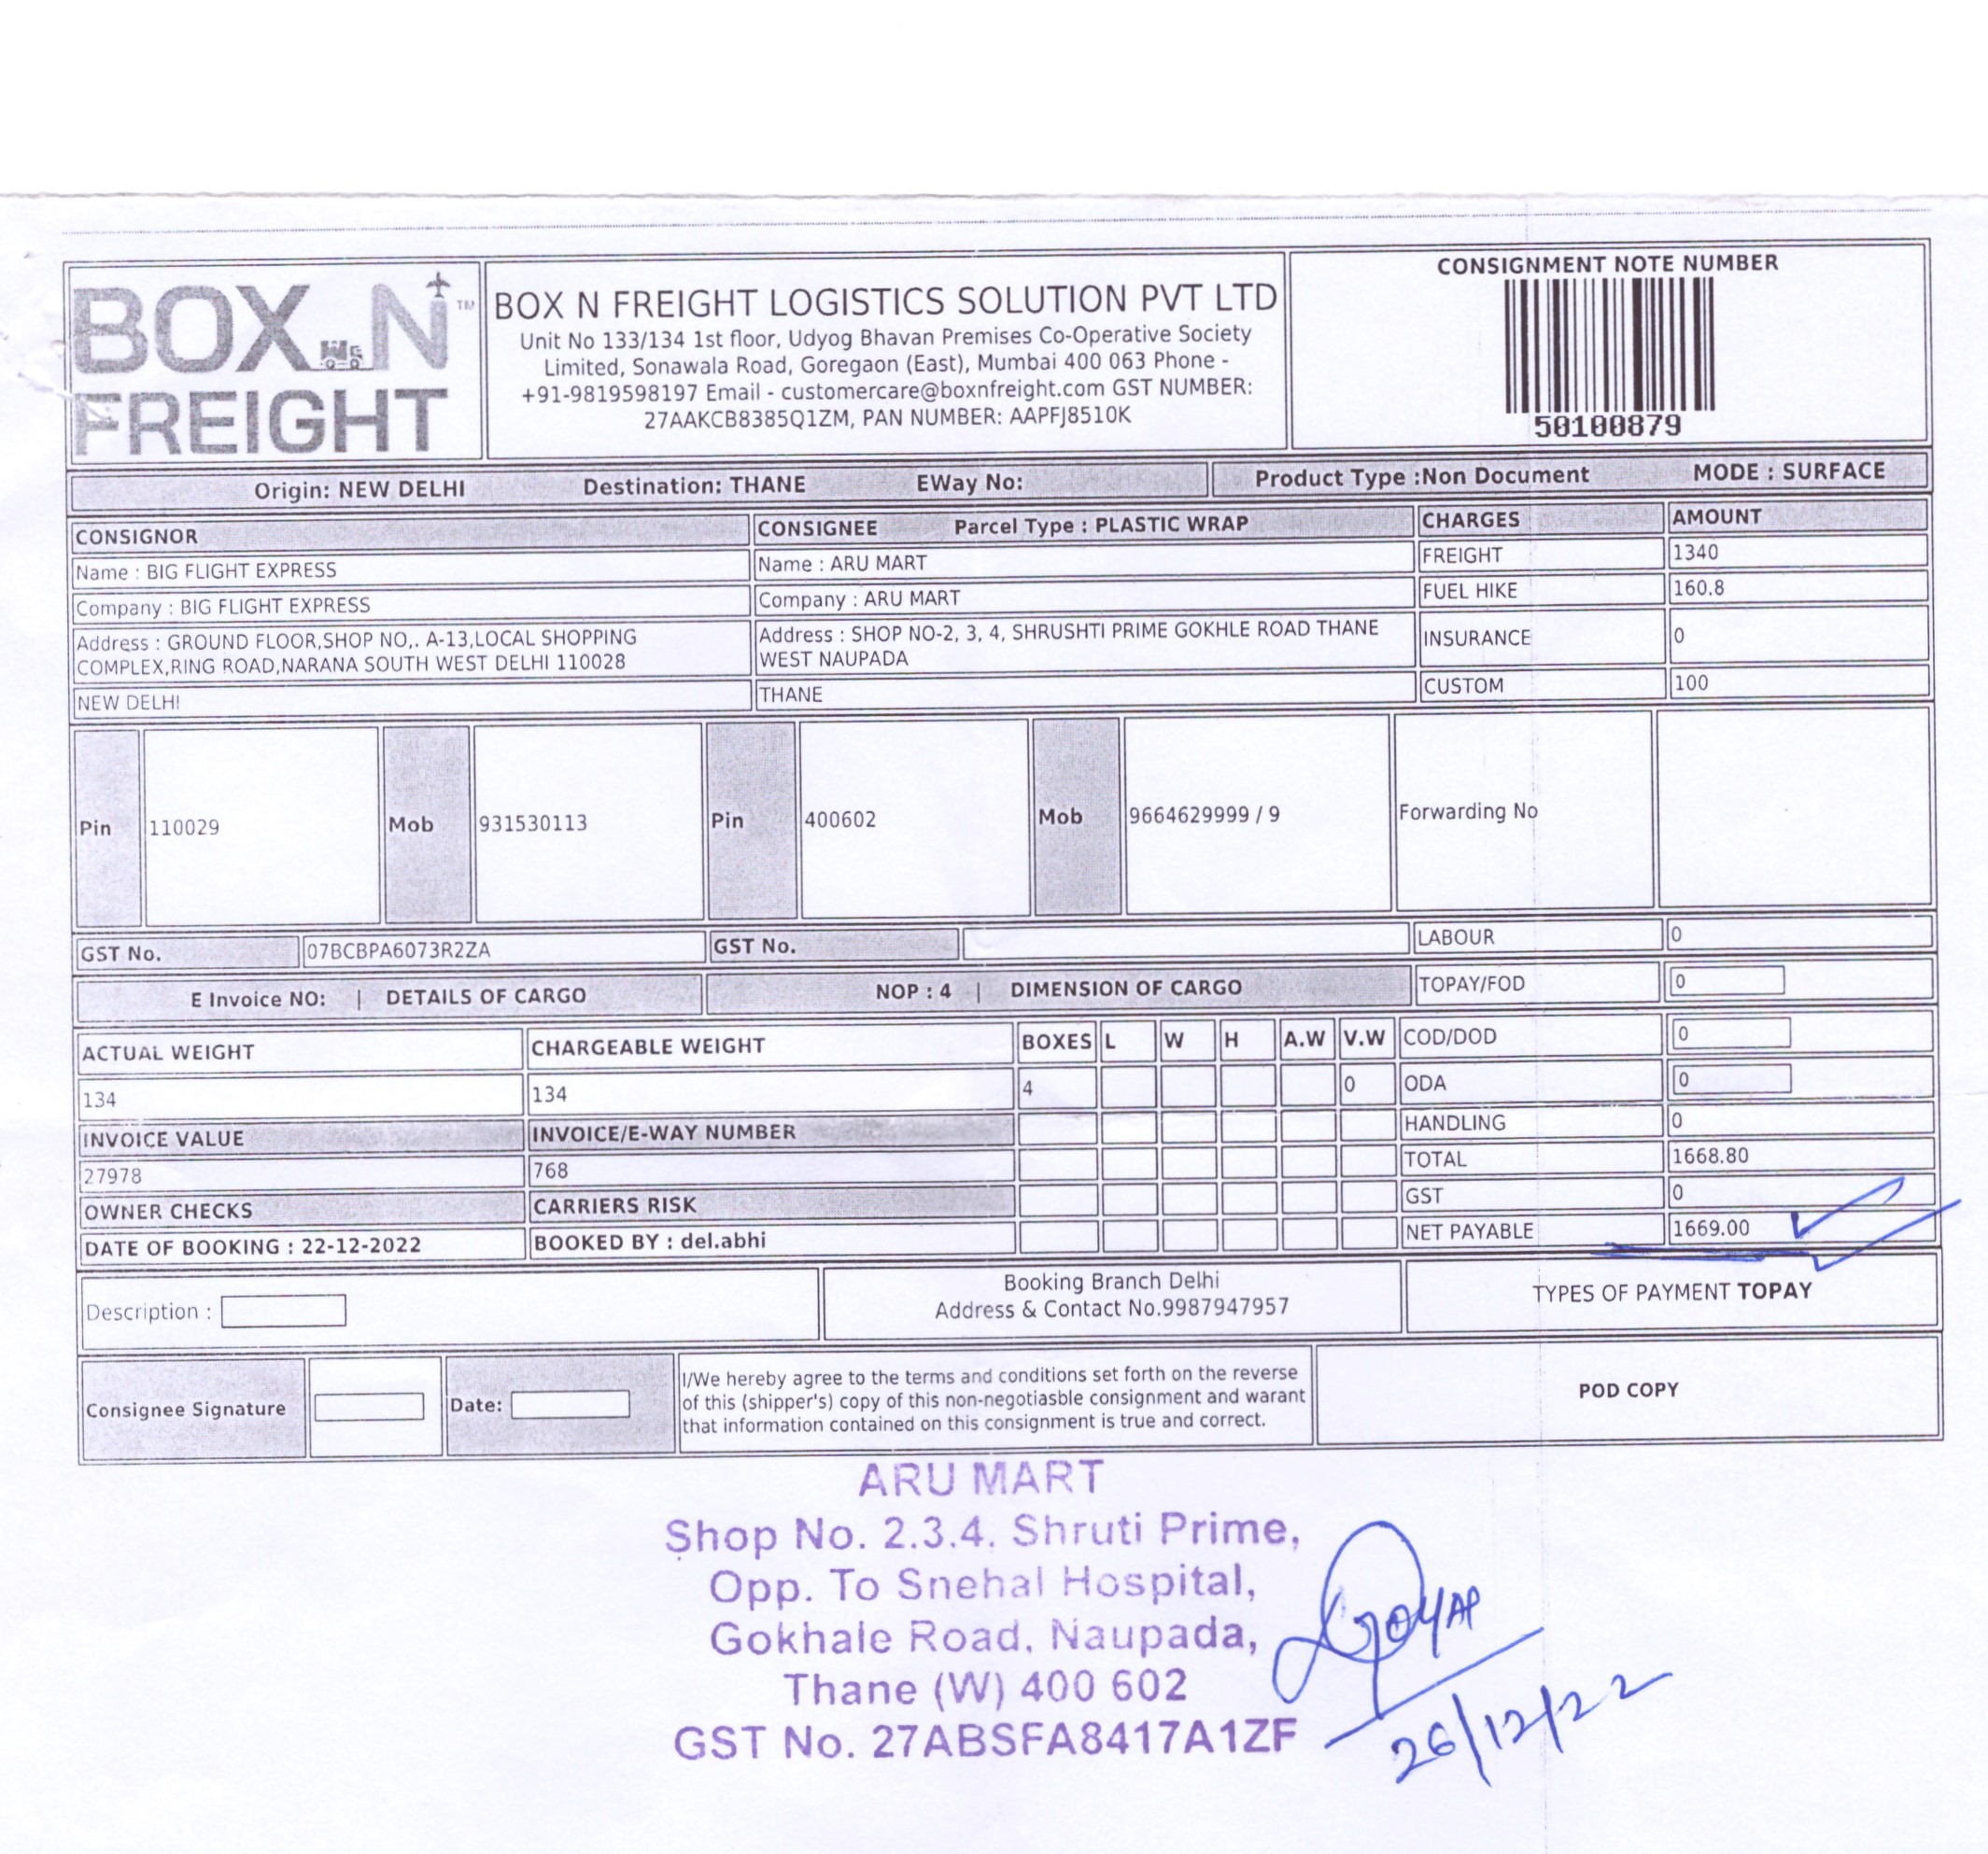 BOX N FREIGHT TM
BOX N FREIGHT LOGISTICS SOLUTION PVT LTD
Unit No 133/134 1st floor, Udyog Bhavan Premises Co-Operative Society
Limited, Sonawala Road, Goregaon (East), Mumbai 400 063 Phone -
+91-9819598197 Email - customercare@boxnfreight.com GST NUMBER:
27AAKCB8385Q1ZM, PAN NUMBER: AAPFJ8510K
CONSIGNMENT NOTE NUMBER
50100879
Origin: NEW DELHI Destination: THANE EWay No: Product Type :Non Document MODE : SURFACE
CONSIGNOR CONSIGNEE Parcel Type : PLASTIC WRAP CHARGES AMOUNT
Name : BIG FLIGHT EXPRESS Name : ARU MART FREIGHT 1340
Company : BIG FLIGHT EXPRESS Company : ARU MART FUEL HIKE 160.8
Address : GROUND FLOOR,SHOP NO,. A-13,LOCAL SHOPPING
COMPLEX,RING ROAD,NARANA SOUTH WEST DELHI 110028
Address : SHOP NO-2, 3, 4, SHRUSHTI PRIME GOKHLE ROAD THANE
WEST NAUPADA
INSURANCE 0
NEW DELHI THANE CUSTOM 100
Pin 110029 Mob 931530113 Pin 400602 Mob 9664629999 / 9 Forwarding No
GST No. 07BCBPA6073R2ZA GST No. LABOUR 0
E Invoice NO: | DETAILS OF CARGO NOP : 4 | DIMENSION OF CARGO TOPAY/FOD 0
ACTUAL WEIGHT CHARGEABLE WEIGHT BOXES L W H A.W V.W COD/DOD 0
134 134 4 0 ODA 0
INVOICE VALUE INVOICE/E-WAY NUMBER HANDLING 0
27978 768 TOTAL 1668.80
OWNER CHECKS CARRIERS RISK GST 0
DATE OF BOOKING : 22-12-2022 BOOKED BY : del.abhi NET PAYABLE 1669.00
Description :
Booking Branch Delhi
Address & Contact No.9987947957
TYPES OF PAYMENT TOPAY
Consignee Signature Date:
I/We hereby agree to the terms and conditions set forth on the reverse
of this (shipper's) copy of this non-negotiasble consignment and warant
that information contained on this consignment is true and correct.
POD COPY
ARU MART
Shop No. 2.3.4. Shruti Prime,
Opp. To Snehal Hospital,
Gokhale Road, Naupada,
Thane (W) 400 602
GST No. 27ABSFA8417A1ZF
26/12/22